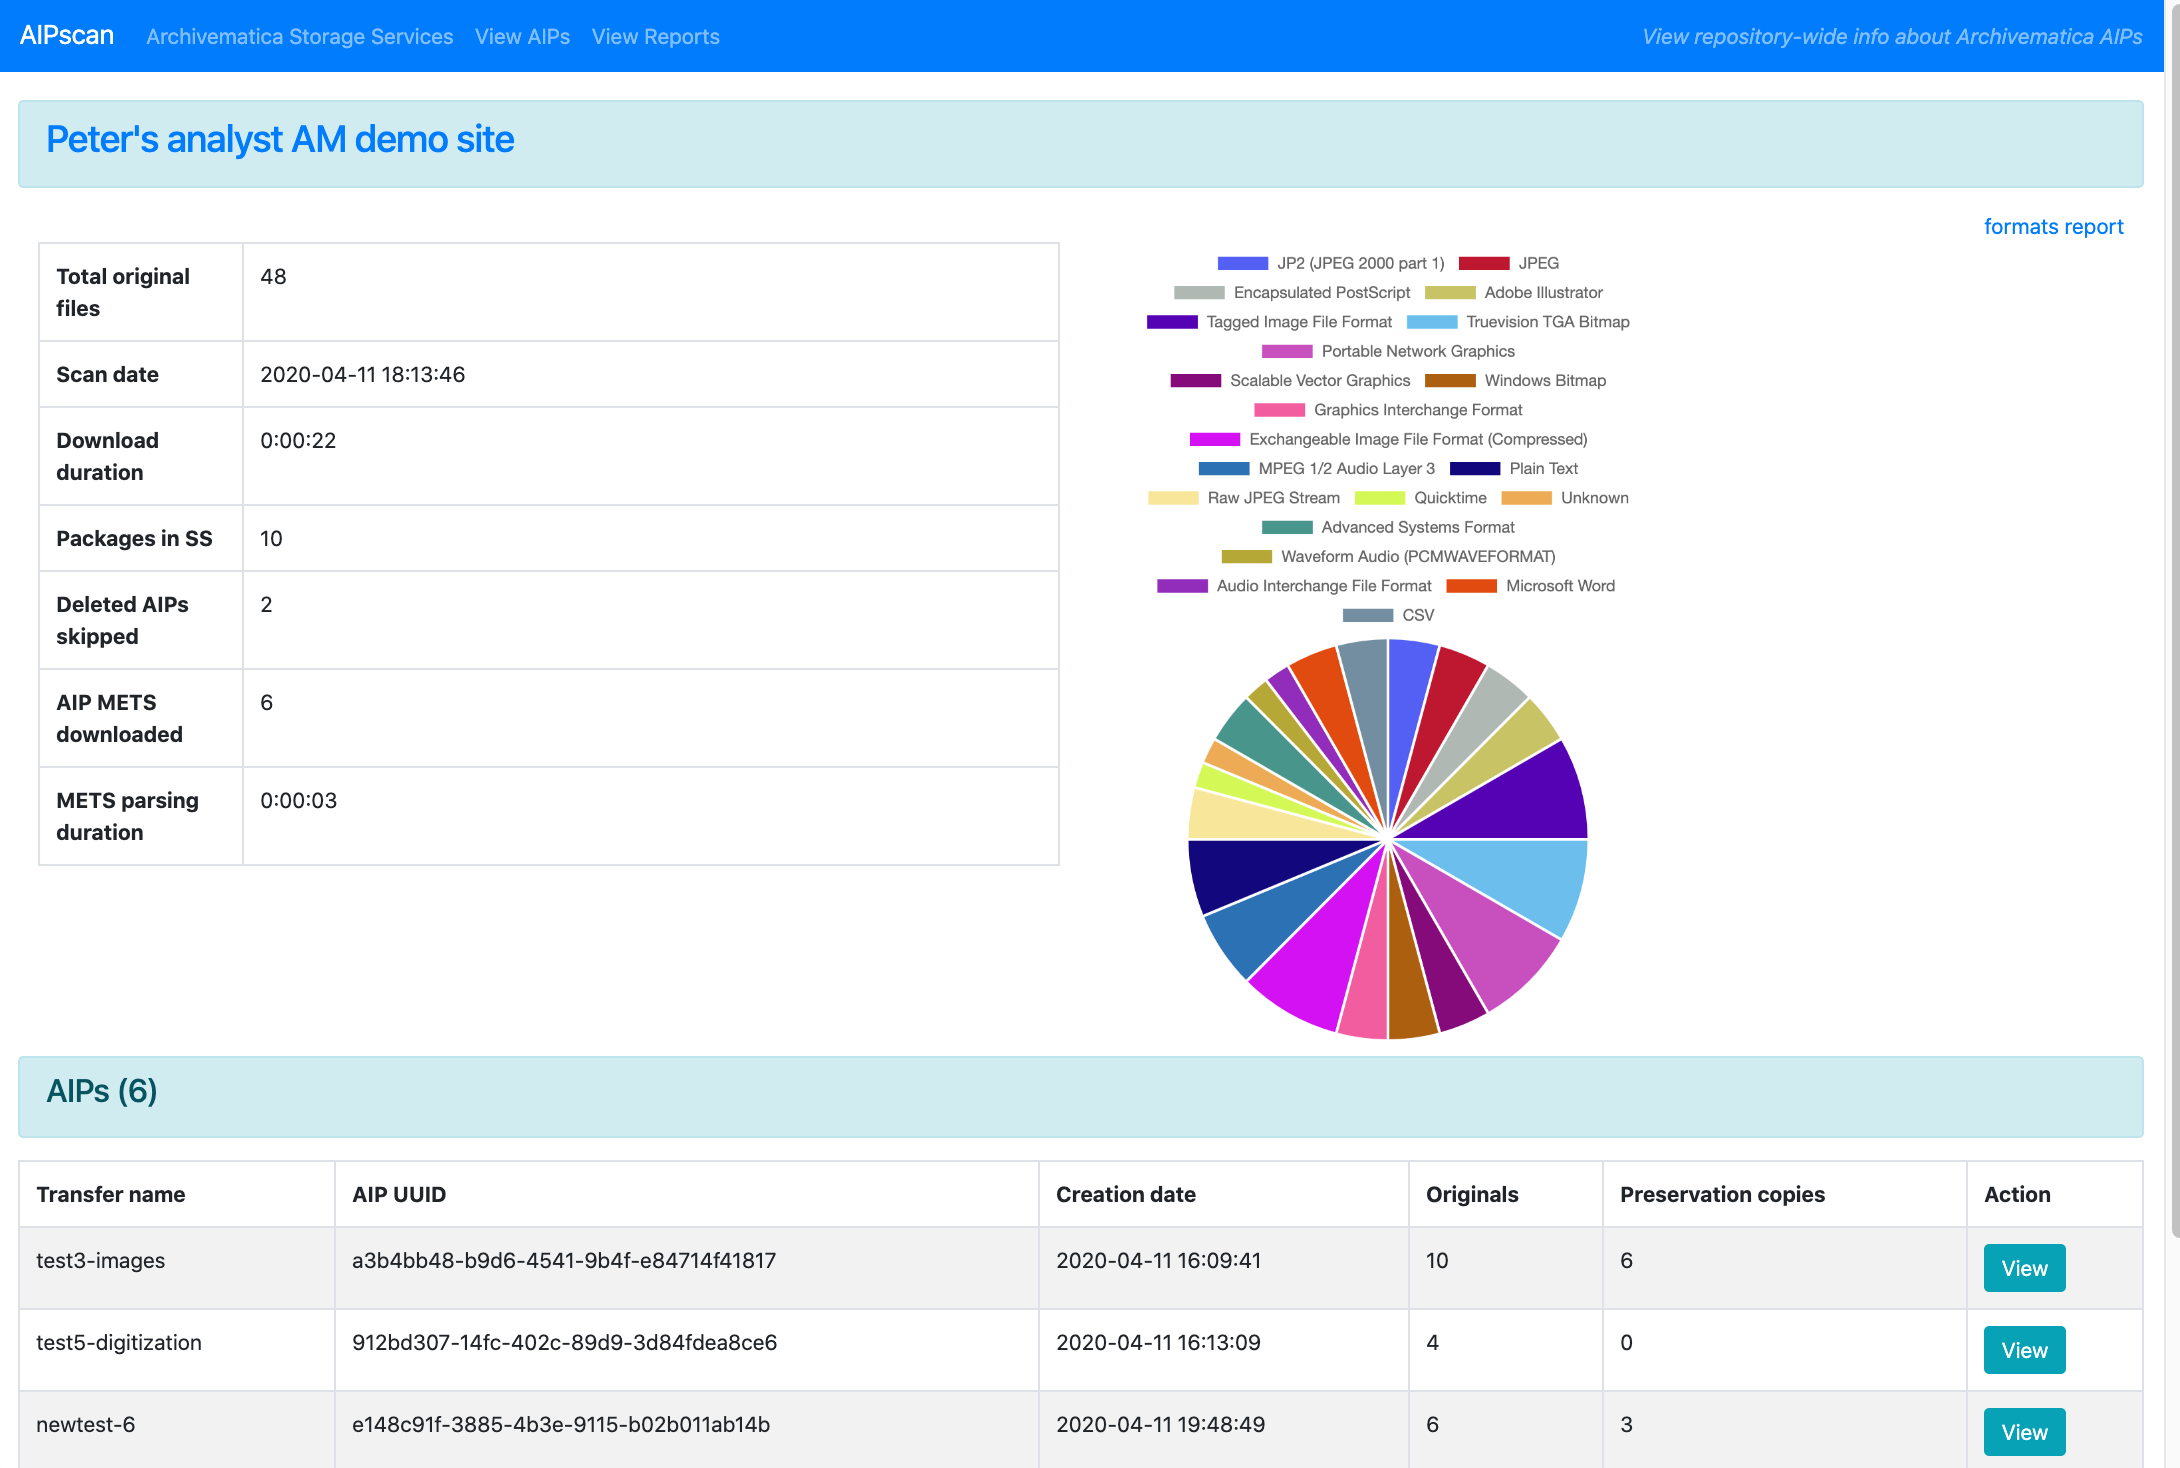 AIPscan Archivematica Storage Services View AIPs View Reports View repository-wide info about Archivematica AIPs
Peter's analyst AM demo site
formats report
Total original files 48
Scan date 2020-04-11 18:13:46
Download duration 0:00:22
Packages in SS 10
Deleted AIPs skipped 2
AIP METS downloaded 6
METS parsing duration 0:00:03
JP2 (JPEG 2000 part 1) JPEG
Encapsulated PostScript Adobe Illustrator
Tagged Image File Format Truevision TGA Bitmap
Portable Network Graphics
Scalable Vector Graphics Windows Bitmap
Graphics Interchange Format
Exchangeable Image File Format (Compressed)
MPEG 1/2 Audio Layer 3 Plain Text
Raw JPEG Stream Quicktime Unknown
Advanced Systems Format
Waveform Audio (PCMWAVEFORMAT)
Audio Interchange File Format Microsoft Word
CSV
AIPs (6)
Transfer name AIP UUID Creation date Originals Preservation copies Action
test3-images a3b4bb48-b9d6-4541-9b4f-e84714f41817 2020-04-11 16:09:41 10 6 View
test5-digitization 912bd307-14fc-402c-89d9-3d84fdea8ce6 2020-04-11 16:13:09 4 0 View
newtest-6 e148c91f-3885-4b3e-9115-b02b011ab14b 2020-04-11 19:48:49 6 3 View